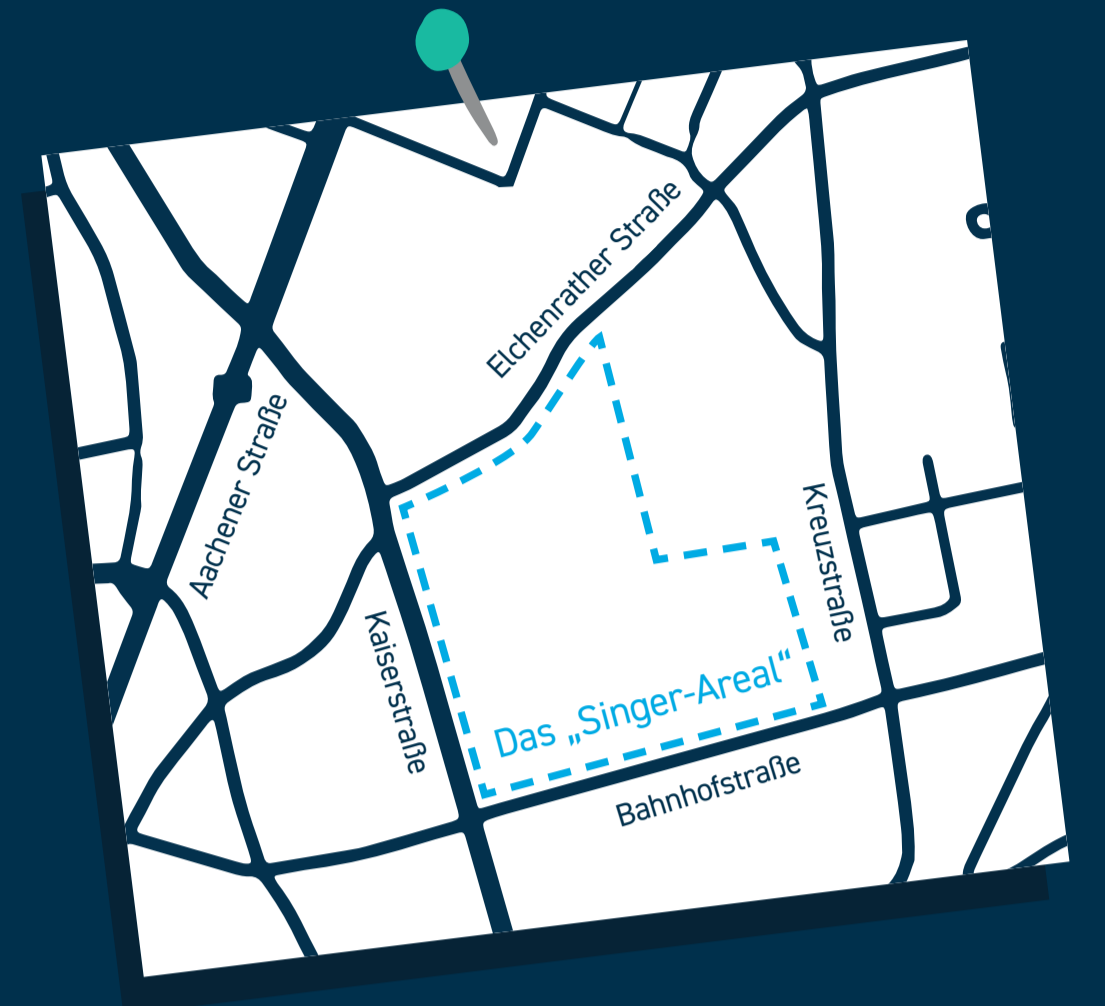 Elchenrather Straße
Aachener Straße
Kreuzstraße
Kaiserstraße
Das „Singer-Areal“
Bahnhofstraße